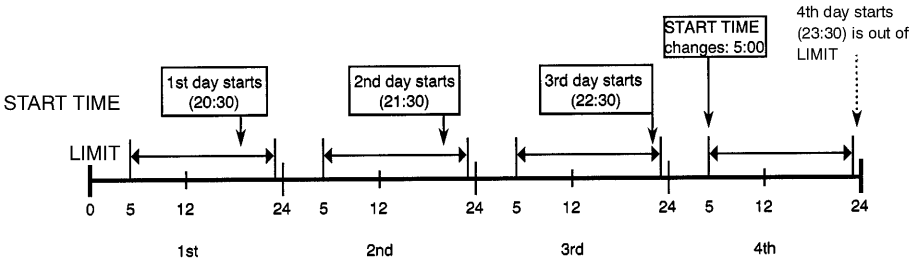 4th day starts
(23:30) is out of
LIMIT
START TIME
changes: 5:00
1st day starts
(20:30)
2nd day starts
(21:30)
3rd day starts
(22:30)
START TIME
LIMIT
0 5 12 24 5 12 24 5 12 24 5 12 24
1st 2nd 3rd 4th